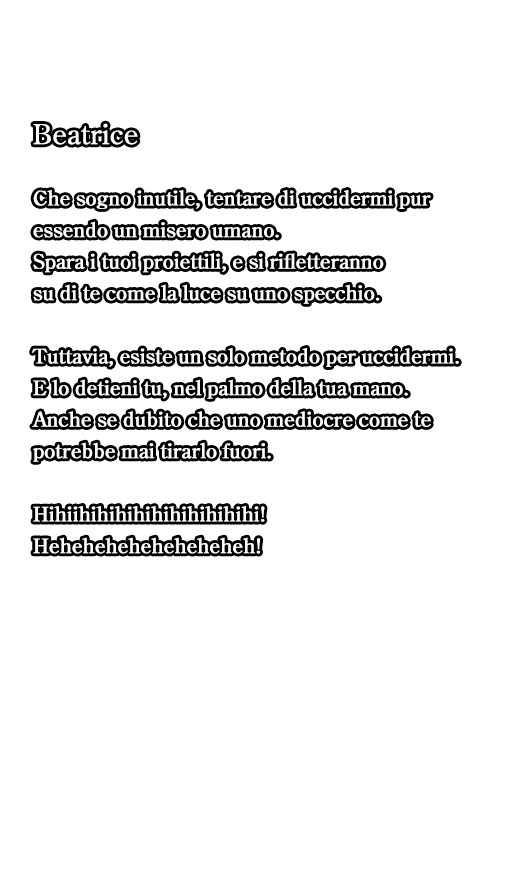 Beatrice
Che sogno inutile, tentare di uccidermi pur
essendo un misero umano.
Spara i tuoi proiettili, e si rifletteranno
su di te come la luce su uno specchio.
Tuttavia, esiste un solo metodo per uccidermi.
E lo detieni tu, nel palmo della tua mano.
Anche se dubito che uno mediocre come te
potrebbe mai tirarlo fuori.
Hihiihihihihihihihihihihi!
Heheheheheheheheheh!